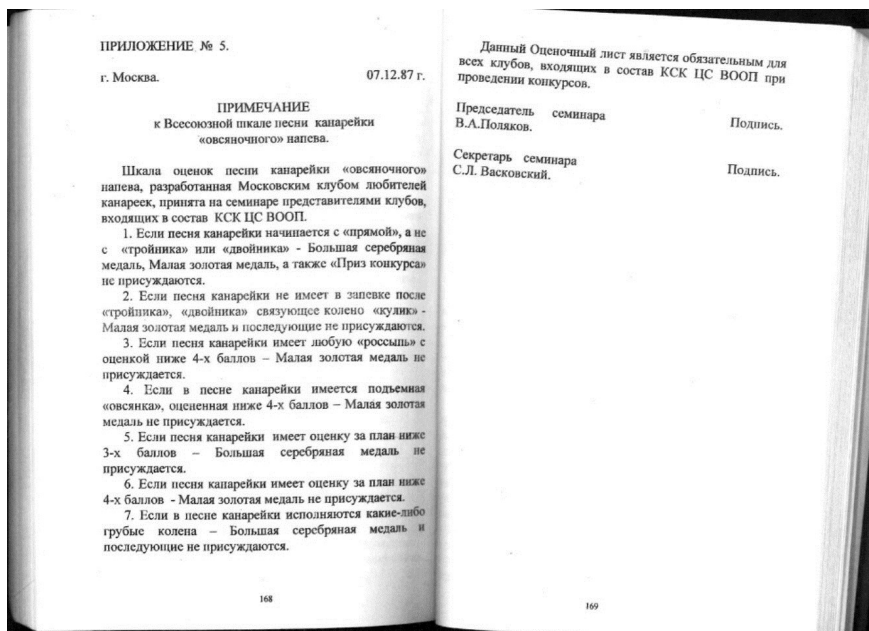 ПРИЛОЖЕНИЕ № 5.
г. Москва. 07.12.87 г.
ПРИМЕЧАНИЕ
к Всесоюзной шкале песни канарейки
«овсяночного» напева.
Шкала оценок песни канарейки «овсяночного»
напева, разработанная Московским клубом любителей
канареек, принята на семинаре представителями клубов,
входящих в состав КСК ЦС ВООП.
1. Если песня канарейки начинается с «прямой», а не
с «тройника» или «двойника» - Большая серебряная
медаль, Малая золотая медаль, а также «Приз конкурса»
не присуждаются.
2. Если песня канарейки не имеет в запевке после
«тройника», «двойника» связующее колено «кулик» -
Малая золотая медаль и последующие не присуждаются.
3. Если песня канарейки имеет любую «россыпь» с
оценкой ниже 4-х баллов – Малая золотая медаль не
присуждается.
4. Если в песне канарейки имеется подъемная
«овсянка», оцененная ниже 4-х баллов – Малая золотая
медаль не присуждается.
5. Если песня канарейки имеет оценку за план ниже
3-х баллов – Большая серебряная медаль не
присуждается.
6. Если песня канарейки имеет оценку за план ниже
4-х баллов - Малая золотая медаль не присуждается.
7. Если в песне канарейки исполняются какие-либо
грубые колена – Большая серебряная медаль и
последующие не присуждаются.
168
Данный Оценочный лист является обязательным для
всех клубов, входящих в состав КСК ЦС ВООП при
проведении конкурсов.
Председатель семинара
В.А.Поляков. Подпись.
Секретарь семинара
С.Л. Васковский. Подпись.
169